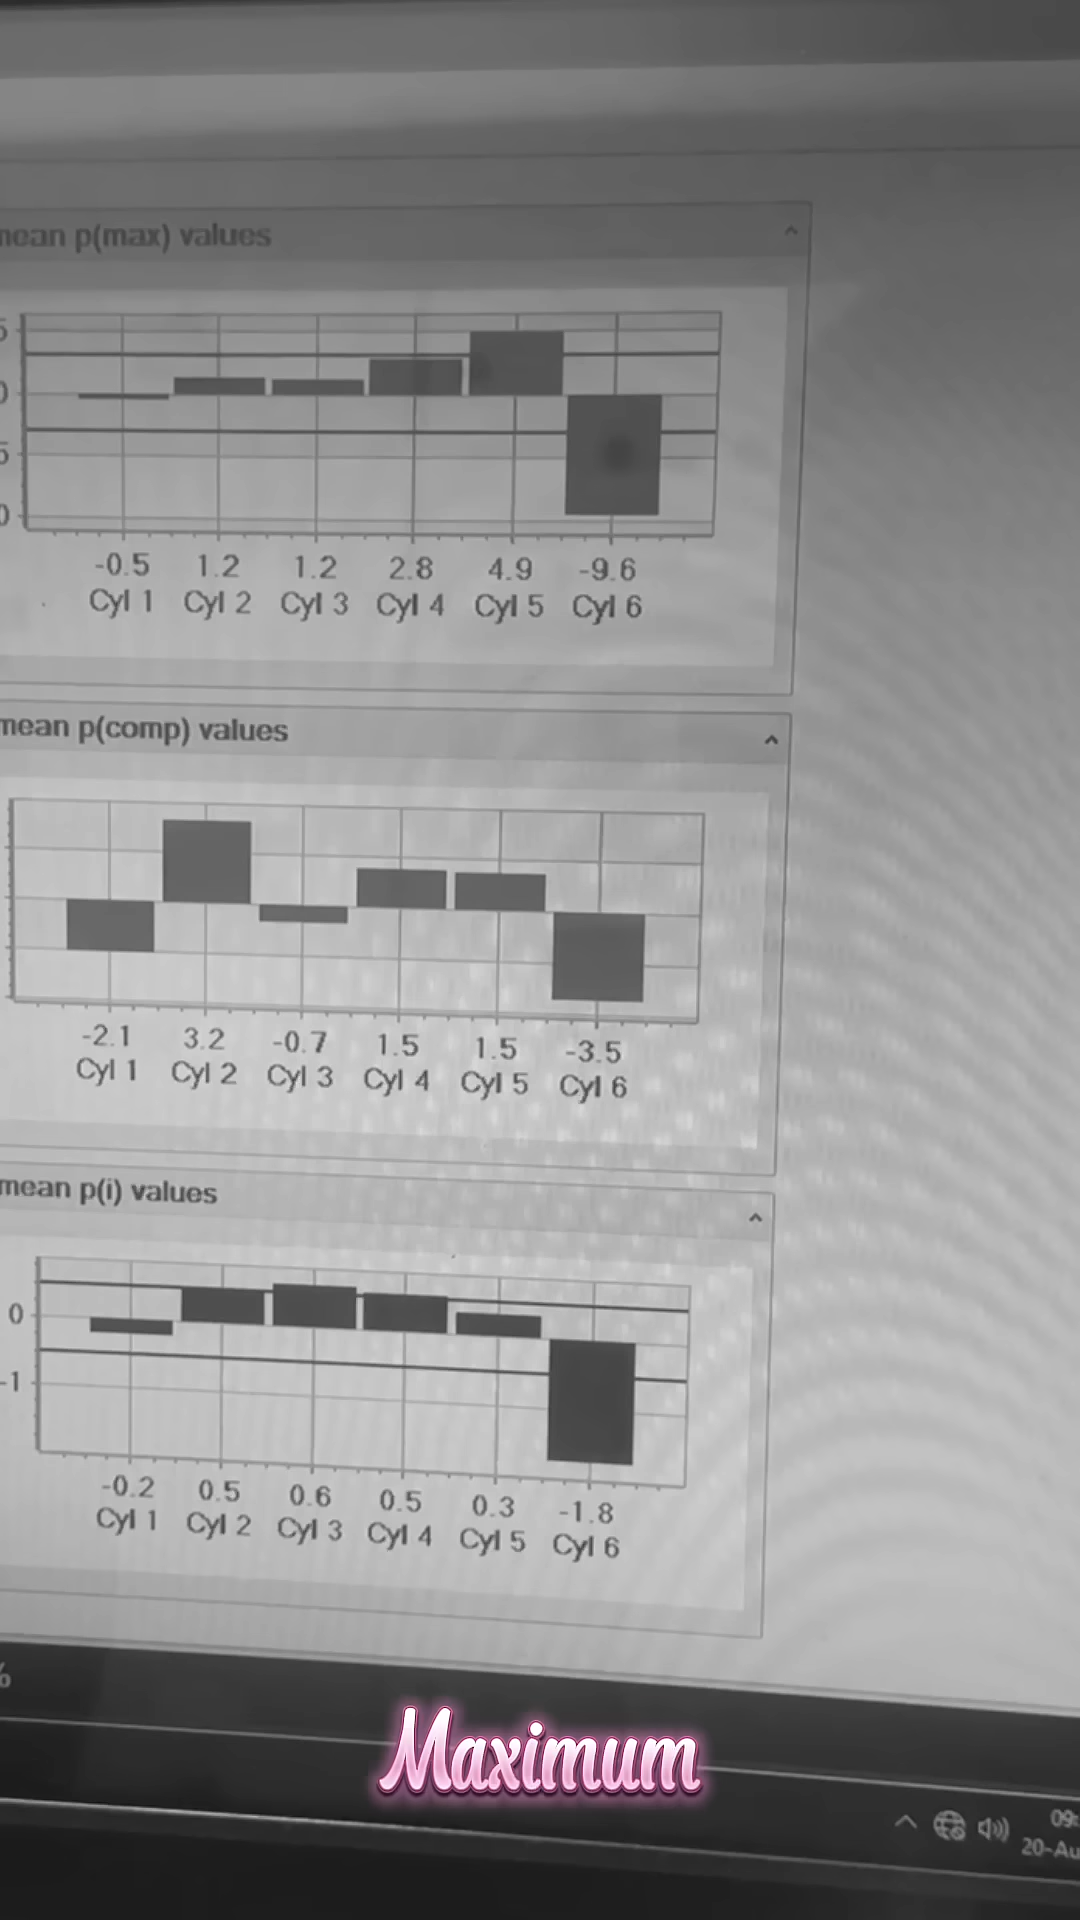 mean p(max) values
-0.5 1.2 1.2 2.8 4.9 -9.6
Cyl 1 Cyl 2 Cyl 3 Cyl 4 Cyl 5 Cyl 6
mean p(comp) values
-2.1 3.2 -0.7 1.5 1.5 -3.5
Cyl 1 Cyl 2 Cyl 3 Cyl 4 Cyl 5 Cyl 6
mean p(i) values
0
-1
-0.2 0.5 0.6 0.5 0.3 -1.8
Cyl 1 Cyl 2 Cyl 3 Cyl 4 Cyl 5 Cyl 6
%
Maximum
09:
20-Au